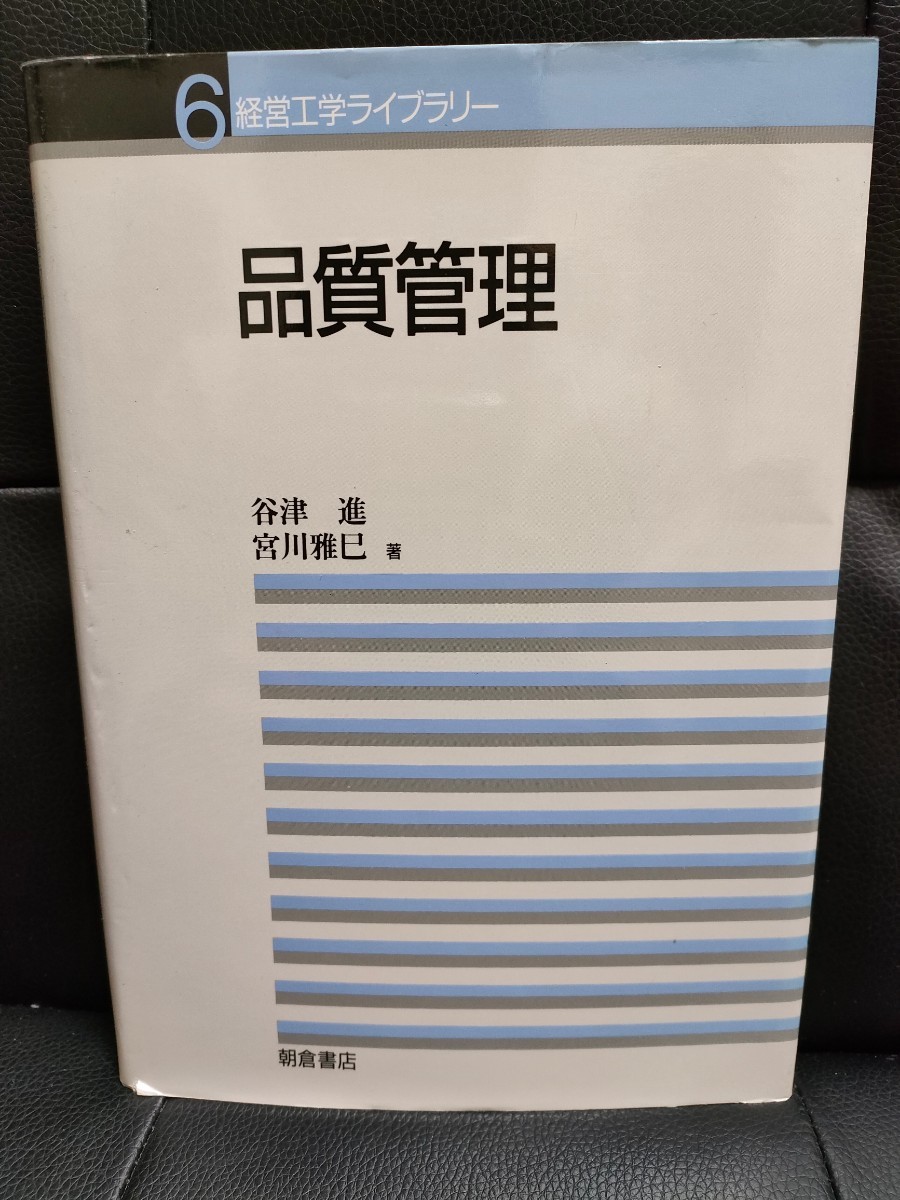 6 経営工学ライブラリー
品質管理
谷津 進
宮川雅巳 著
朝倉書店